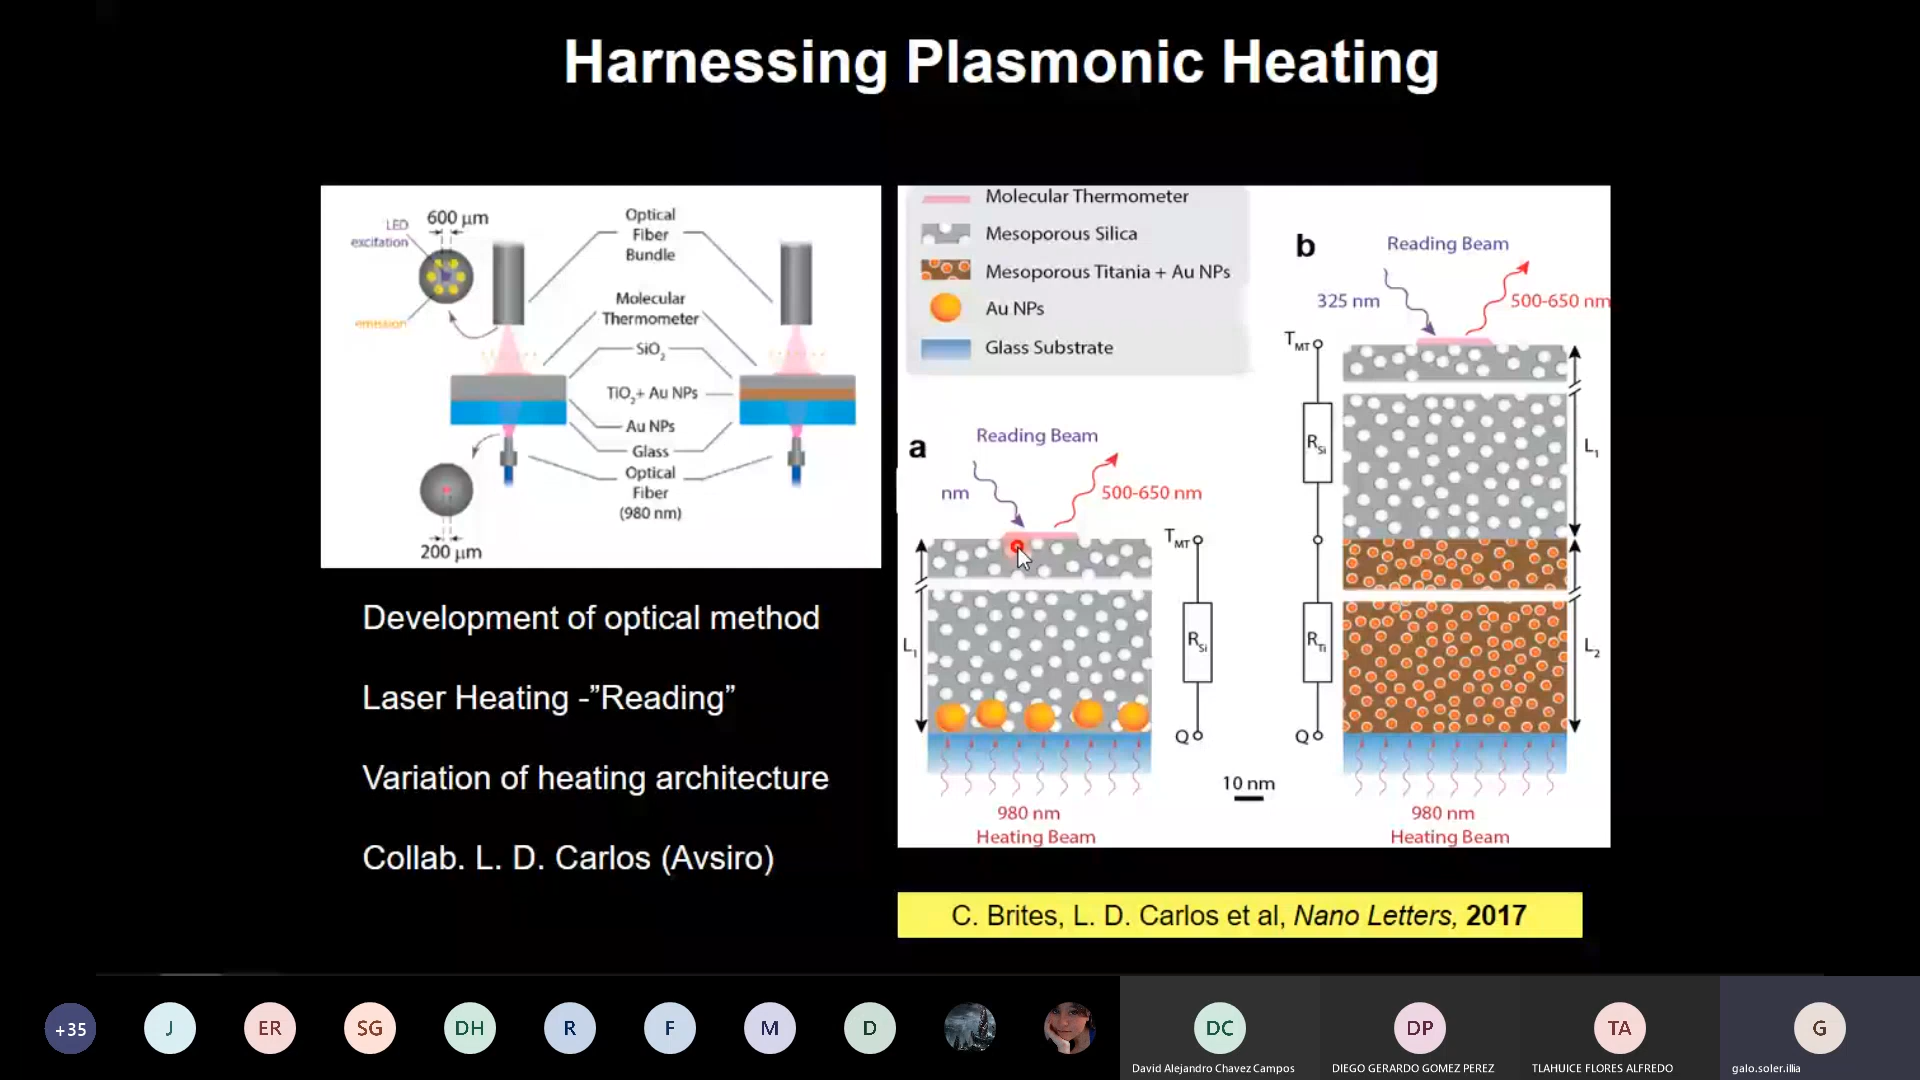 Harnessing Plasmonic Heating
LED
excitation
600 µm
Optical
Fiber
Bundle
emission
Molecular
Thermometer
SiO2
TiO2+ Au NPs
Au NPs
Glass
Optical
Fiber
(980 nm)
200 µm
Molecular Thermometer
Mesoporous Silica
Mesoporous Titania + Au NPs
Au NPs
Glass Substrate
a
Reading Beam
nm
500-650 nm
TMT
L1
RSi
Q
980 nm
Heating Beam
10 nm
b
Reading Beam
325 nm
500-650 nm
TMT
RSi
L1
RTi
L2
Q
980 nm
Heating Beam
Development of optical method
Laser Heating -”Reading”
Variation of heating architecture
Collab. L. D. Carlos (Avsiro)
C. Brites, L. D. Carlos et al, Nano Letters, 2017
+35
J
ER
SG
DH
R
F
M
D
DC
David Alejandro Chavez Campos
DP
DIEGO GERARDO GOMEZ PEREZ
TA
TLAHUICE FLORES ALFREDO
G
galo.soler.illia